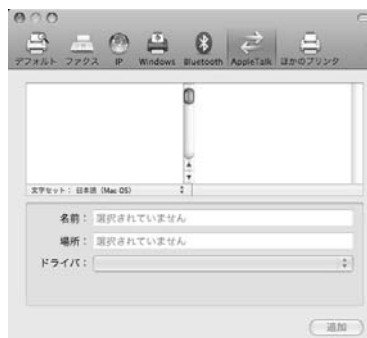 デフォルト ファクス IP Windows Bluetooth AppleTalk ほかのプリンタ
文字セット： 日本語 (Mac OS)
名前： 選択されていません
場所： 選択されていません
ドライバ：
追加